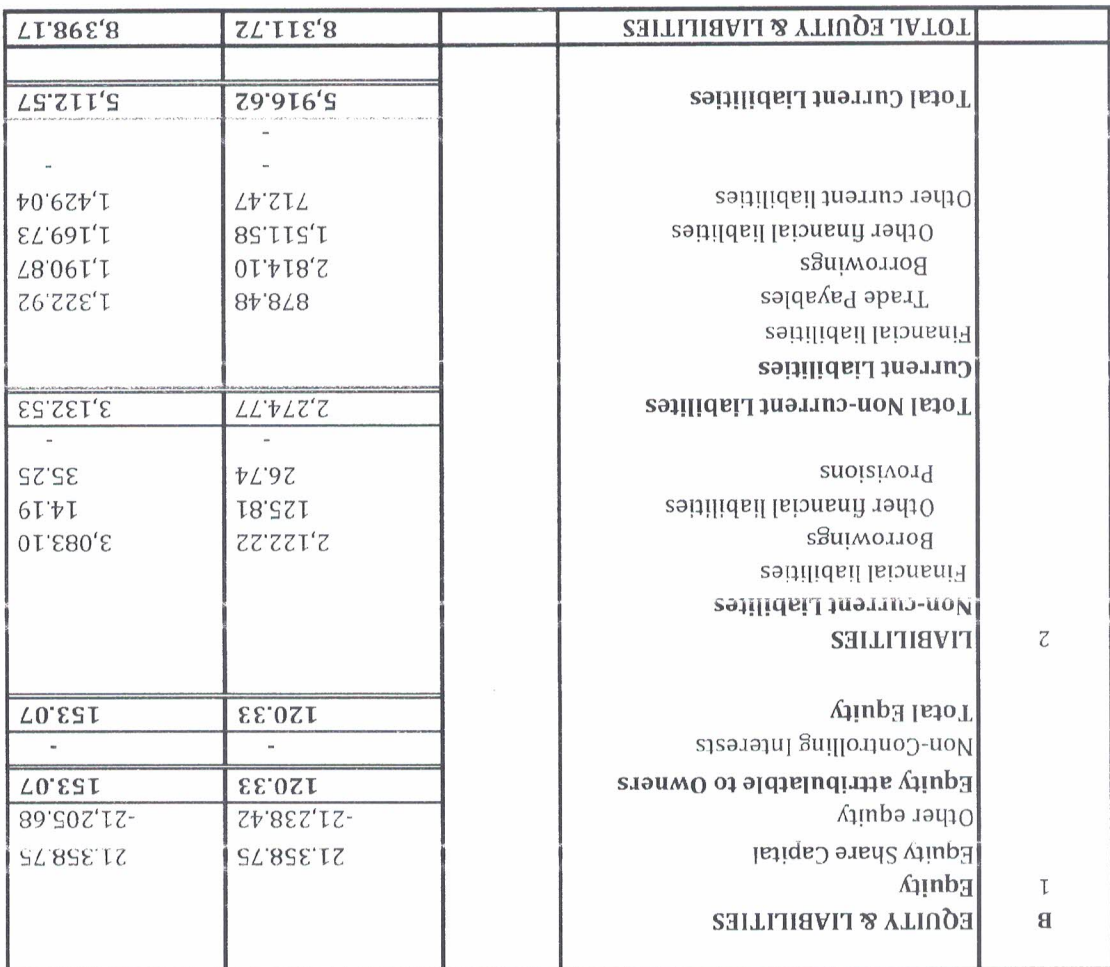 B EQUITY & LIABILITIES
1 Equity
Equity Share Capital 21.358.75 21.358.75
Other equity -21,238.42 -21,205.68
Equity attribulatble to Owners 120.33 153.07
Non-Controlling Interests - -
Total Equity 120.33 153.07
2 LIABILITIES
Non-current Liabilites
Financial liabilities
Borrowings 2,122.22 3,083.10
Other financial liabilities 125.81 14.19
Provisions 26.74 35.25
- -
Total Non-current Liabilites 2,274.77 3,132.53
Current Liabilities
Financial liabilities
Trade Payables 878.48 1,322.92
Borrowings 2,814.10 1,190.87
Other financial liablities 1,511.58 1,169.73
Other current liabilities 712.47 1,429.04
- -
-
Total Current Liabilities 5,916.62 5,112.57
TOTAL EQUITY & LIABILITIES 8,311.72 8,398.17